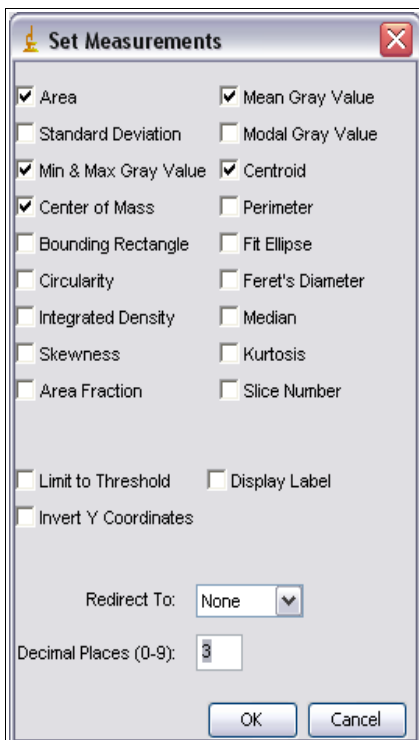 Set Measurements
Area Mean Gray Value
Standard Deviation Modal Gray Value
Min & Max Gray Value Centroid
Center of Mass Perimeter
Bounding Rectangle Fit Ellipse
Circularity Feret's Diameter
Integrated Density Median
Skewness Kurtosis
Area Fraction Slice Number
Limit to Threshold Display Label
Invert Y Coordinates
Redirect To: None
Decimal Places (0-9): 3
OK Cancel